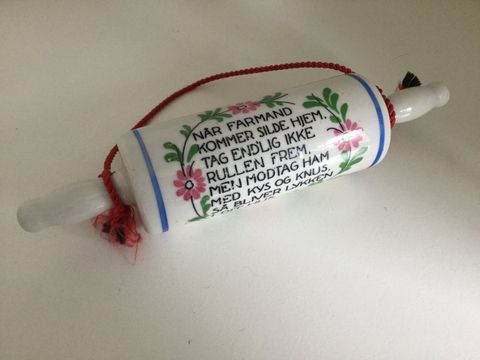 NÅR FARMAND
KOMMER SILDE HJEM.
TAG ENDLIG IKKE
RULLEN FREM,
MEN MODTAG HAM
MED KYS OG KNUS,
SÅ BLIVER LYKKEN